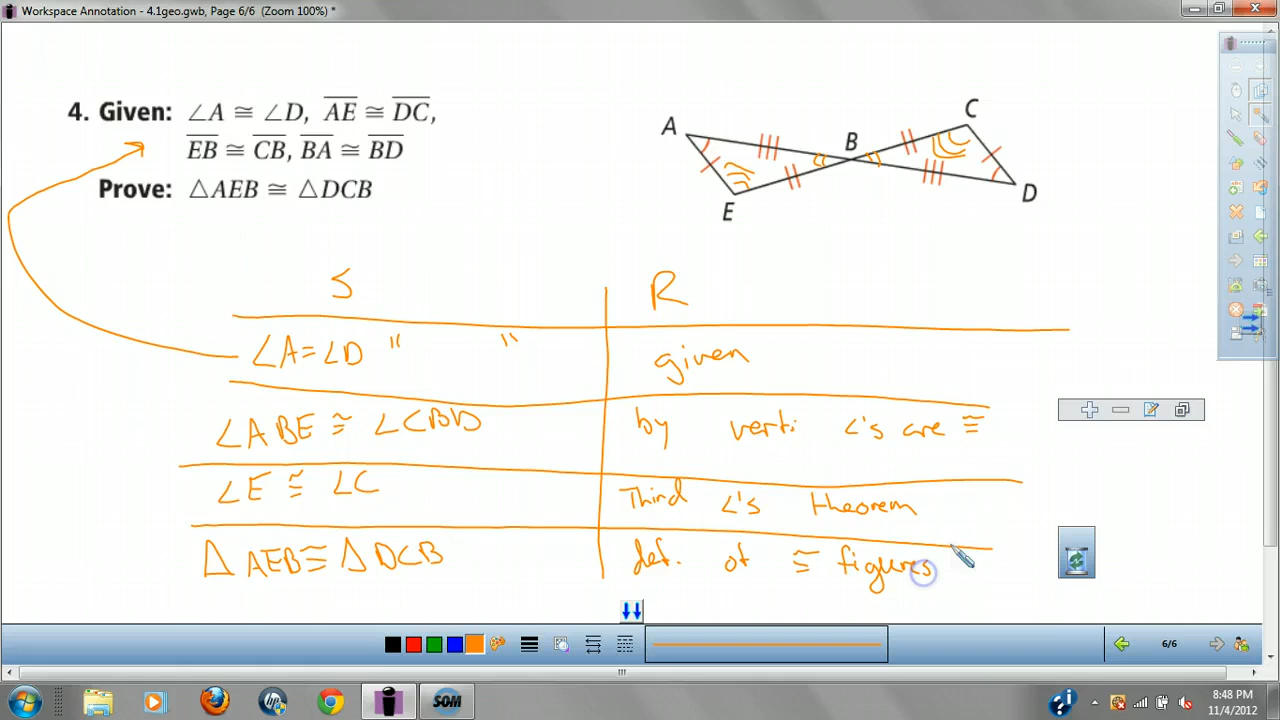 Workspace Annotation - 4.1geo.gwb, Page 6/6 (Zoom 100%) *
4. Given: ∠A ≅ ∠D, AE ≅ DC,
EB ≅ CB, BA ≅ BD
Prove: △AEB ≅ △DCB
A
B
C
D
E
S
R
∠A=∠D " "
given
∠ABE ≅ ∠CBD
by verti ∠'s are ≅
∠E ≅ ∠C
Third ∠'s theorem
△AEB≅△DCB
def. of ≅ figures
6/6
hp
SOM
8:48 PM
11/4/2012